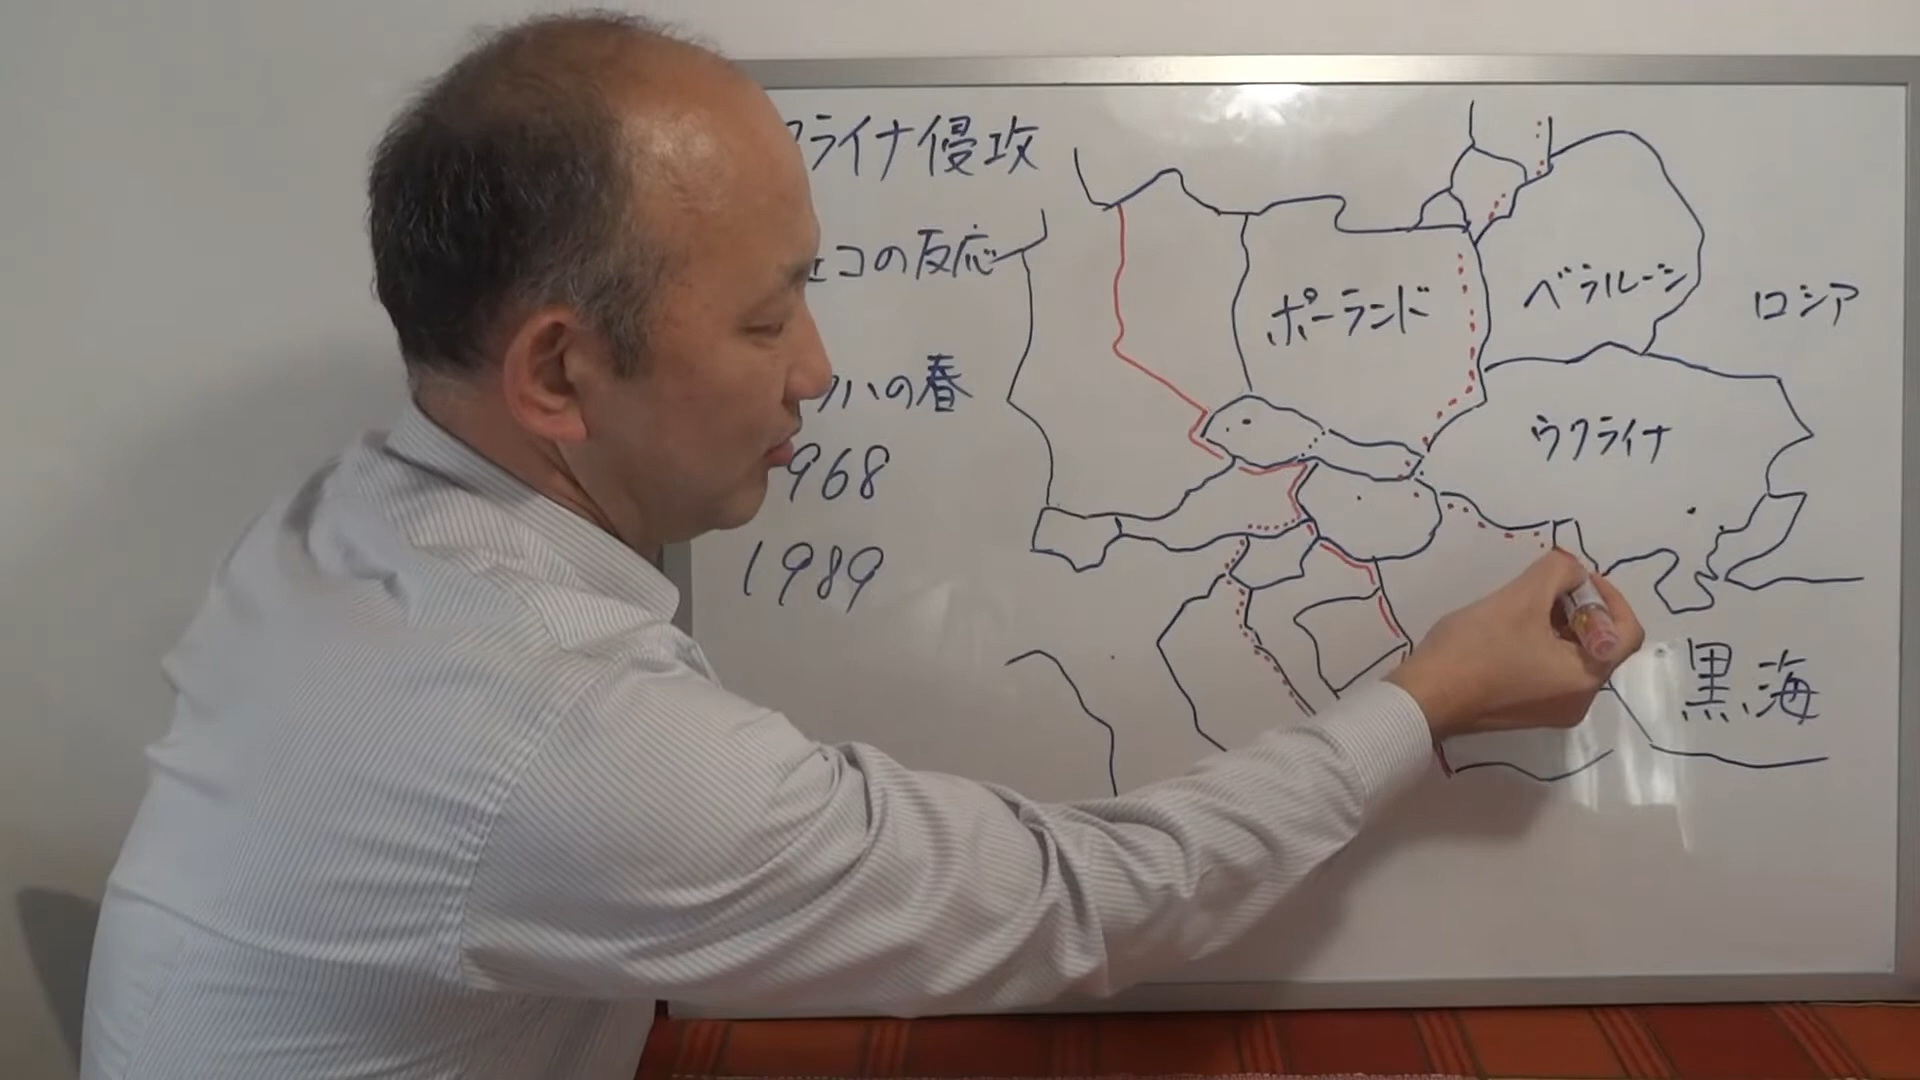 ライナ侵攻
ェコの反応
ハの春
968
1989
ポーランド
ベラルーシ
ロシア
ウクライナ
黒海